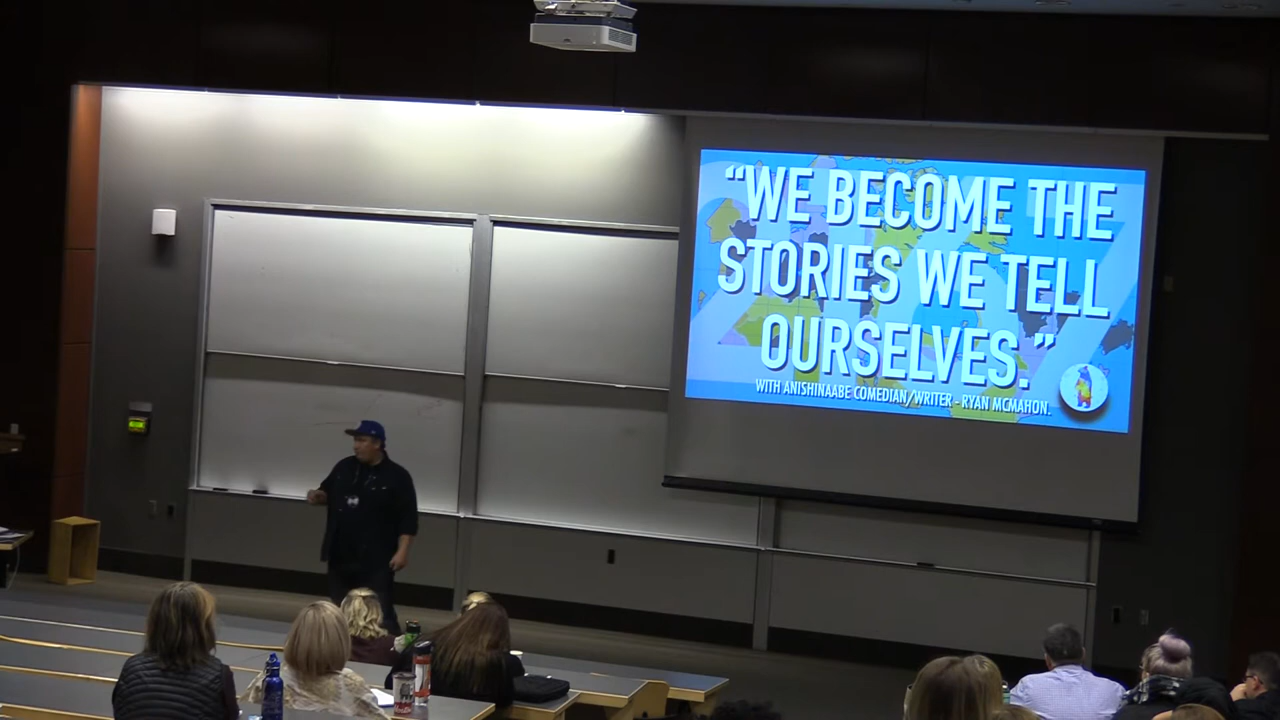 “WE BECOME THE
STORIES WE TELL
OURSELVES.”
WITH ANISHINAABE COMEDIAN/WRITER - RYAN MCMAHON.